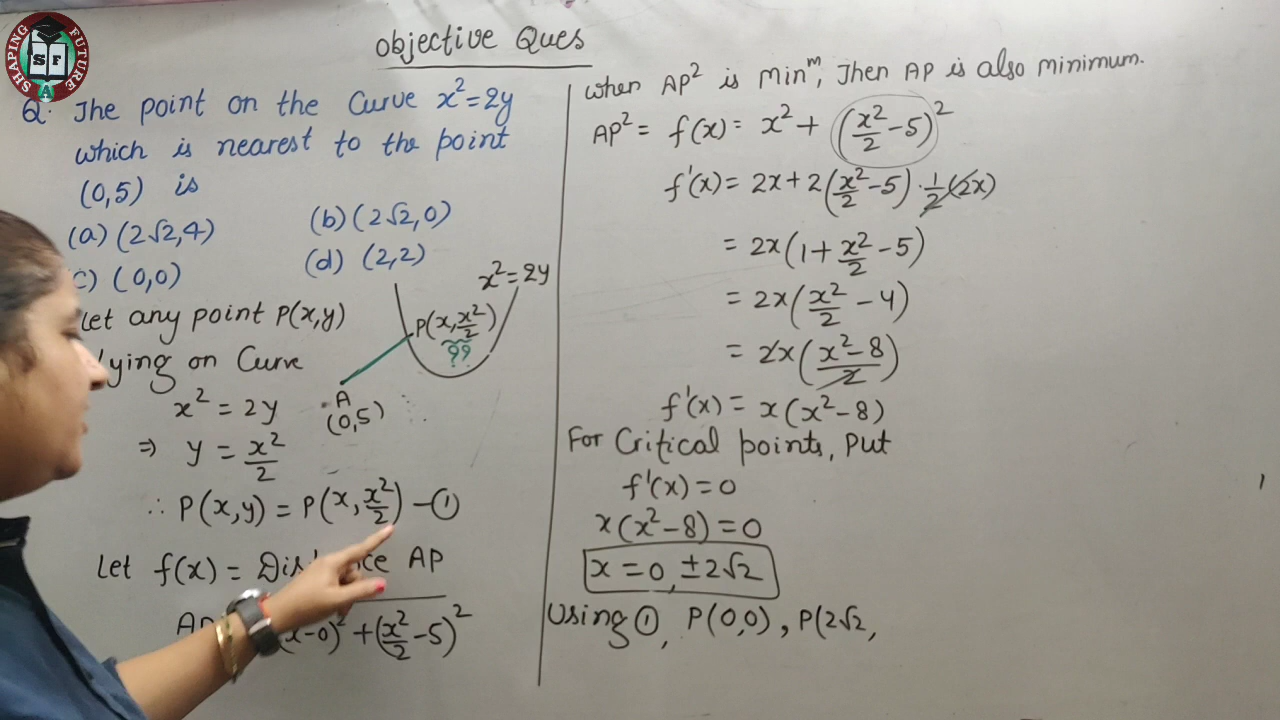 SHAPING FUTURE
S F
A
objective Ques
Q. The point on the Curve x²=2y
which is nearest to the point
(0,5) is
(a) (2√2,4) (b) (2√2,0)
C) (0,0) (d) (2,2)
Let any point P(x,y)
lying on Curve
x² = 2y
⇒ y = x²/2
∴ P(x,y) = P(x, x²/2) –①
Let f(x) = Distance AP
(x-0)² + (x²/2 -5)²
x²=2y
P(x, x²/2)
??
A
(0,5)
When AP² is Minᵐ, Then AP is also minimum.
AP² = f(x) = x² + (x²/2 -5)²
f'(x) = 2x + 2(x²/2 -5) · 1/2 (2x)
= 2x(1 + x²/2 -5)
= 2x(x²/2 - 4)
= 2x(x²-8/2)
f'(x) = x(x²-8)
For Critical points, Put
f'(x) = 0
x(x²-8) = 0
x = 0, ±2√2
Using ①, P(0,0), P(2√2,